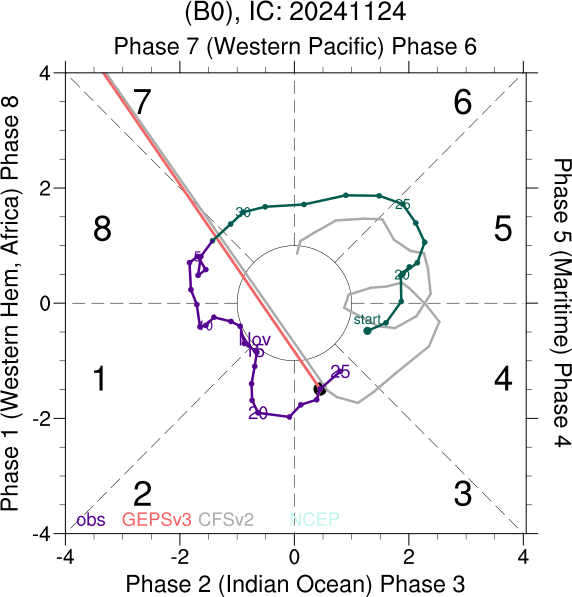 (B0), IC: 20241124
Phase 7 (Western Pacific) Phase 6
4
7
6
30
25
2
8
5
5
20
Phase 1 (Western Hem, Africa) Phase 8
Phase 5 (Maritime) Phase 4
0
start
10
Nov
15
1
4
25
-2
20
2
3
obs GEPSv3 CFSv2 NCEP
-4
-4 -2 0 2 4
Phase 2 (Indian Ocean) Phase 3